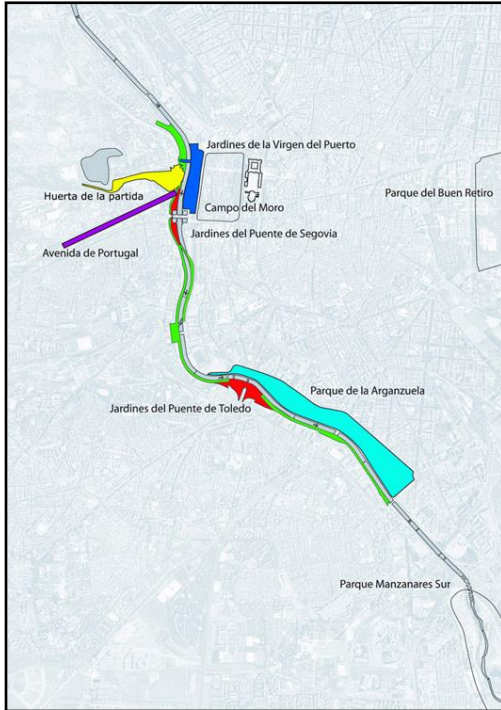 Jardines de la Virgen del Puerto
Parque del Buen Retiro
Huerta de la partida
Campo del Moro
Jardines del Puente de Segovia
Avenida de Portugal
Parque de la Arganzuela
Jardines del Puente de Toledo
Parque Manzanares Sur